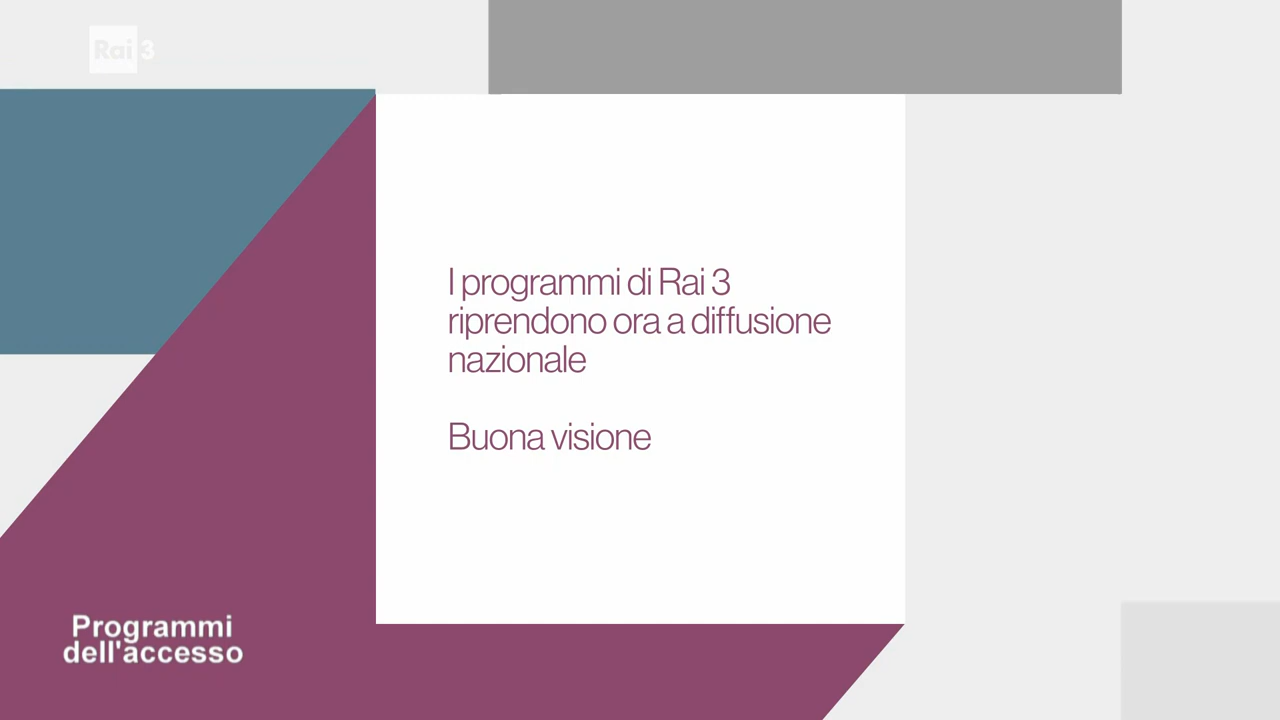 Rai 3
I programmi di Rai 3
riprendono ora a diffusione
nazionale
Buona visione
Programmi
dell'accesso